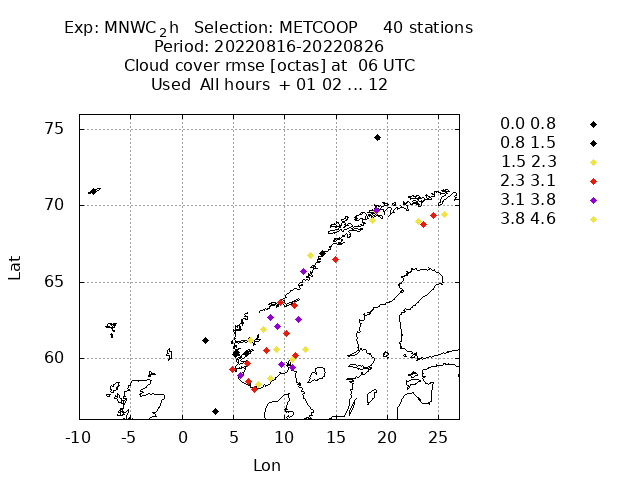 Exp: MNWC₂h   Selection: METCOOP     40 stations
Period: 20220816-20220826
Cloud cover rmse [octas] at  06 UTC
Used  All hours  + 01 02 ... 12
0.0 0.8
0.8 1.5
1.5 2.3
2.3 3.1
3.1 3.8
3.8 4.6
75
70
65
60
Lat
-10 -5 0 5 10 15 20 25
Lon